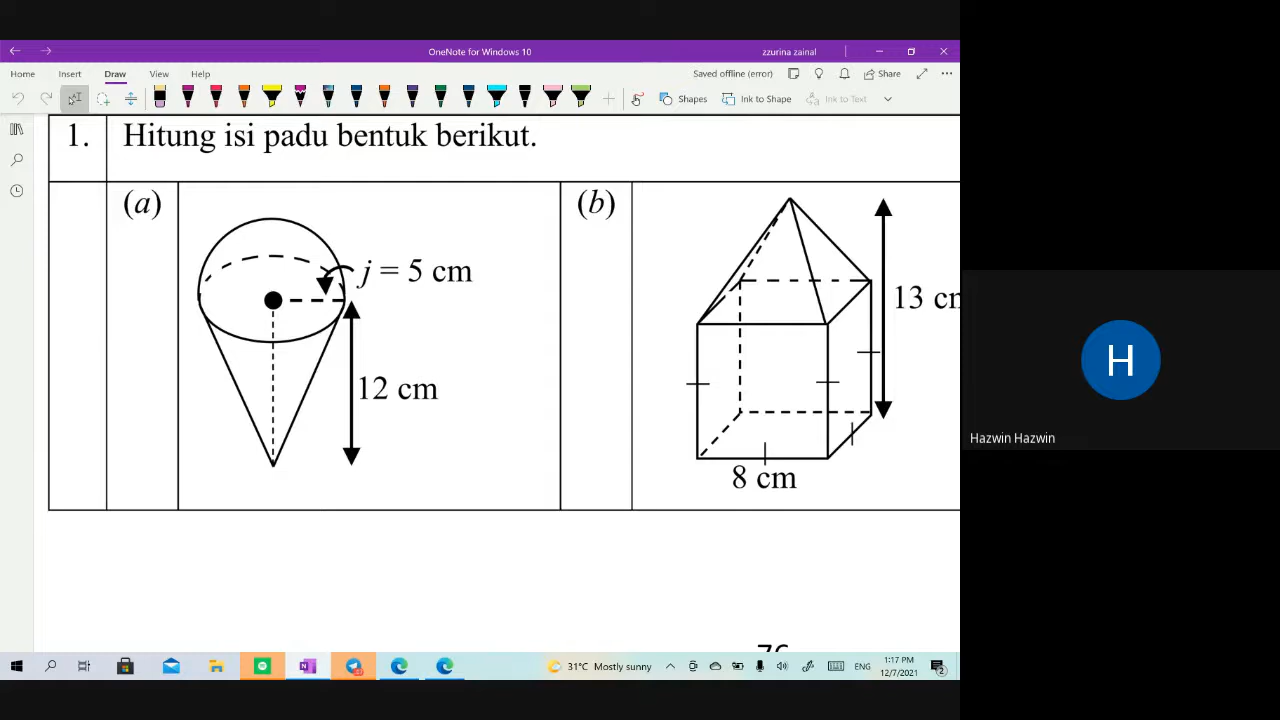 OneNote for Windows 10
zzurina zainal
Home Insert Draw View Help
Saved offline (error)
Share
Shapes
Ink to Shape
Ink to Text
1. Hitung isi padu bentuk berikut.
(a)
j = 5 cm
12 cm
(b)
13 cm
8 cm
76
H
Hazwin Hazwin
31°C Mostly sunny
ENG
1:17 PM
12/7/2021
2